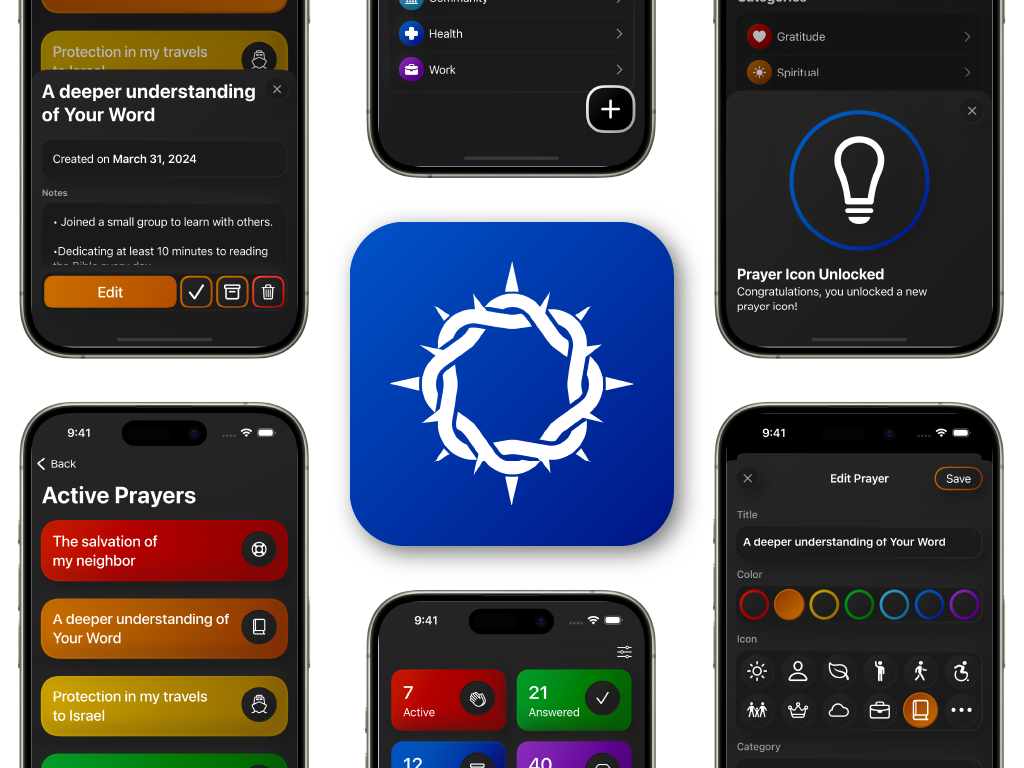 Protection in my travels
to Israel
A deeper understanding
of Your Word
Created on March 31, 2024
Notes
• Joined a small group to learn with others.
•Dedicating at least 10 minutes to reading
the Bible every day.
Edit
Community
Health
Work
Categories
Gratitude
Spiritual
Prayer Icon Unlocked
Congratulations, you unlocked a new
prayer icon!
9:41
Back
Active Prayers
The salvation of
my neighbor
A deeper understanding of
Your Word
Protection in my travels
to Israel
9:41
7
Active
21
Answered
12
40
9:41
Edit Prayer
Save
Title
A deeper understanding of Your Word
Color
Icon
Category